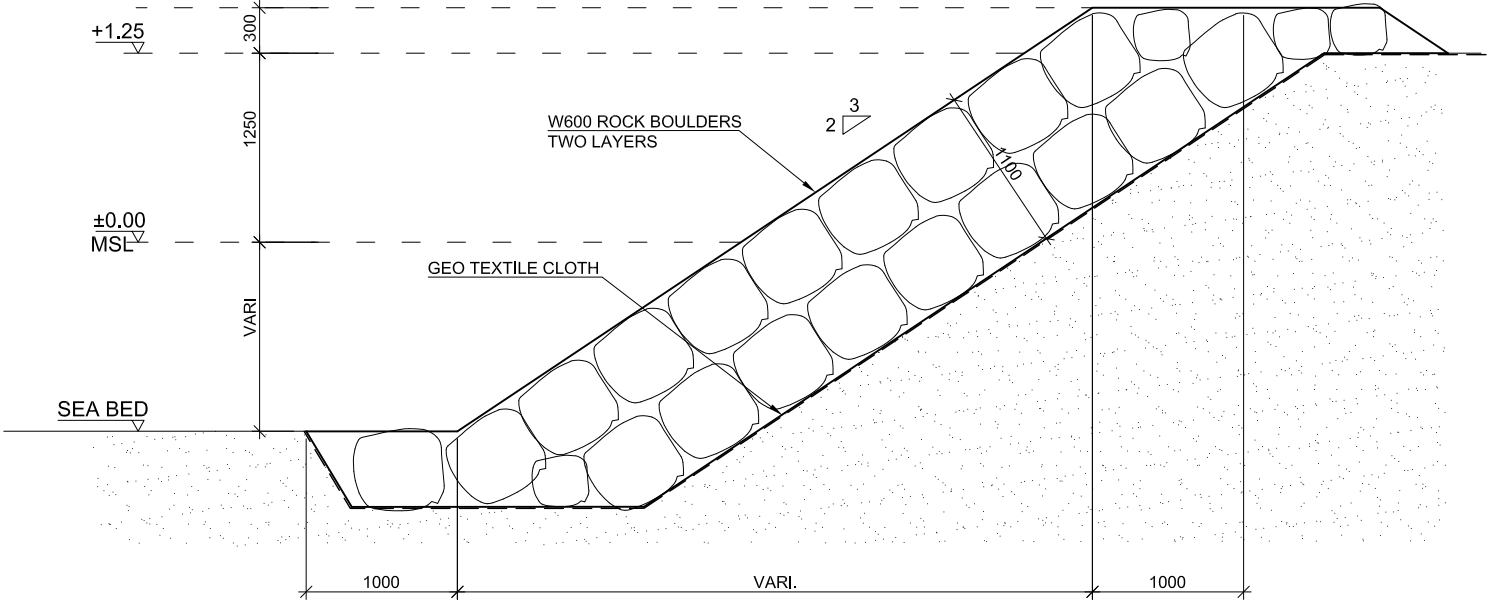 300
+1.25
3
2
W600 ROCK BOULDERS
TWO LAYERS
1250
1100
±0.00
MSL
GEO TEXTILE CLOTH
VARI
SEA BED
1000
VARI.
1000